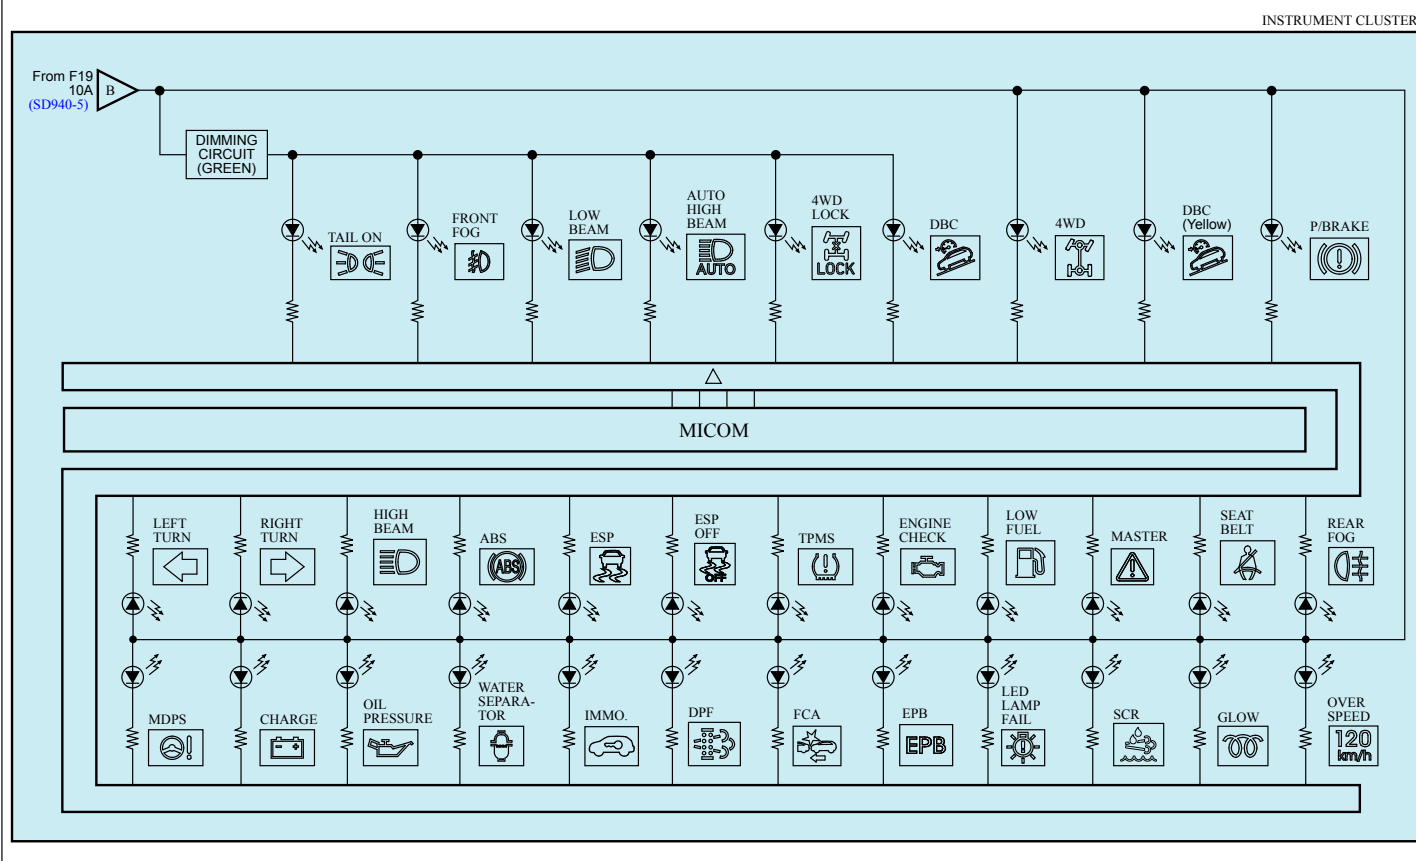 INSTRUMENT CLUSTER
From F19
10A
(SD940-5)
B
DIMMING
CIRCUIT
(GREEN)
TAIL ON
FRONT
FOG
LOW
BEAM
AUTO
HIGH
BEAM
AUTO
4WD
LOCK
LOCK
DBC
4WD
DBC
(Yellow)
P/BRAKE
MICOM
LEFT
TURN
RIGHT
TURN
HIGH
BEAM
ABS
(ABS)
ESP
ESP
OFF
OFF
TPMS
ENGINE
CHECK
LOW
FUEL
MASTER
SEAT
BELT
REAR
FOG
MDPS
CHARGE
OIL
PRESSURE
WATER
SEPARA-
TOR
IMMO.
DPF
FCA
EPB
EPB
LED
LAMP
FAIL
SCR
GLOW
OVER
SPEED
120
km/h